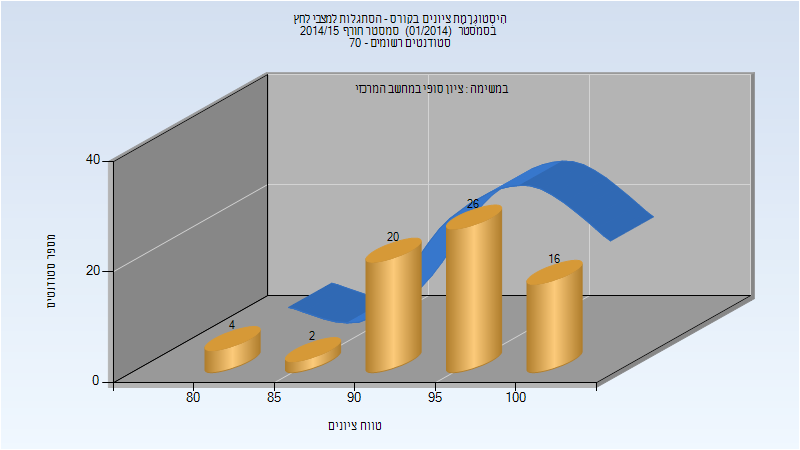 היסטוגרמת ציונים בקורס - הסתגלות למצבי לחץ
בסמסטר (01/2014) סמסטר חורף 2014/15
סטודנטים רשומים - 70
במשימה : ציון סופי במחשב המרכזי
מספר סטודנטים
40
20
0
4
2
20
26
16
80
85
90
95
100
טווח ציונים